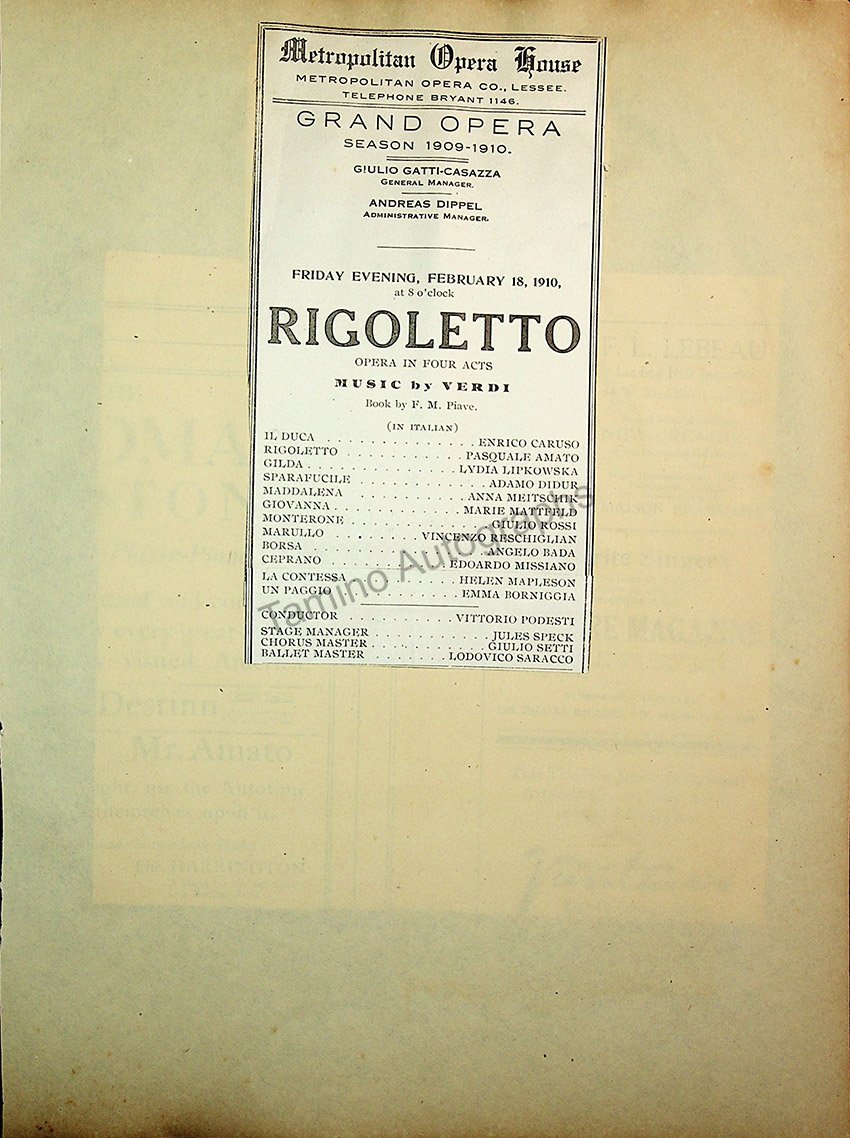 Metropolitan Opera House
METROPOLITAN OPERA CO., LESSEE.
TELEPHONE BRYANT 1146.
GRAND OPERA
SEASON 1909-1910.
GIULIO GATTI-CASAZZA
GENERAL MANAGER.
ANDREAS DIPPEL
ADMINISTRATIVE MANAGER.
FRIDAY EVENING, FEBRUARY 18, 1910,
at 8 o'clock
RIGOLETTO
OPERA IN FOUR ACTS
MUSIC by VERDI
Book by F. M. Piave.
(IN ITALIAN)
IL DUCA . . . . . . . . . . . . . . ENRICO CARUSO
RIGOLETTO . . . . . . . . . . . PASQUALE AMATO
GILDA . . . . . . . . . . . . . . LYDIA LIPKOWSKA
SPARAFUCILE . . . . . . . . . . . ADAMO DIDUR
MADDALENA . . . . . . . . . . ANNA MEITSCHIK
GIOVANNA . . . . . . . . . . . MARIE MATTFELD
MONTERONE . . . . . . . . . . . GIULIO ROSSI
MARULLO . . . . . . . VINCENZO RESCHIGLIAN
BORSA . . . . . . . . . . . . . . ANGELO BADA
CEPRANO . . . . . . . . . . EDOARDO MISSIANO
LA CONTESSA . . . . . . . . . HELEN MAPLESON
UN PAGGIO . . . . . . . . . . EMMA BORNIGGIA
CONDUCTOR . . . . . . . . . . VITTORIO PODESTI
STAGE MANAGER . . . . . . . . . . JULES SPECK
CHORUS MASTER . . . . . . . . . GIULIO SETTI
BALLET MASTER . . . . . . LODOVICO SARACCO
Tamino Autographs
LEBEAU
Destinn
Mr. Amato